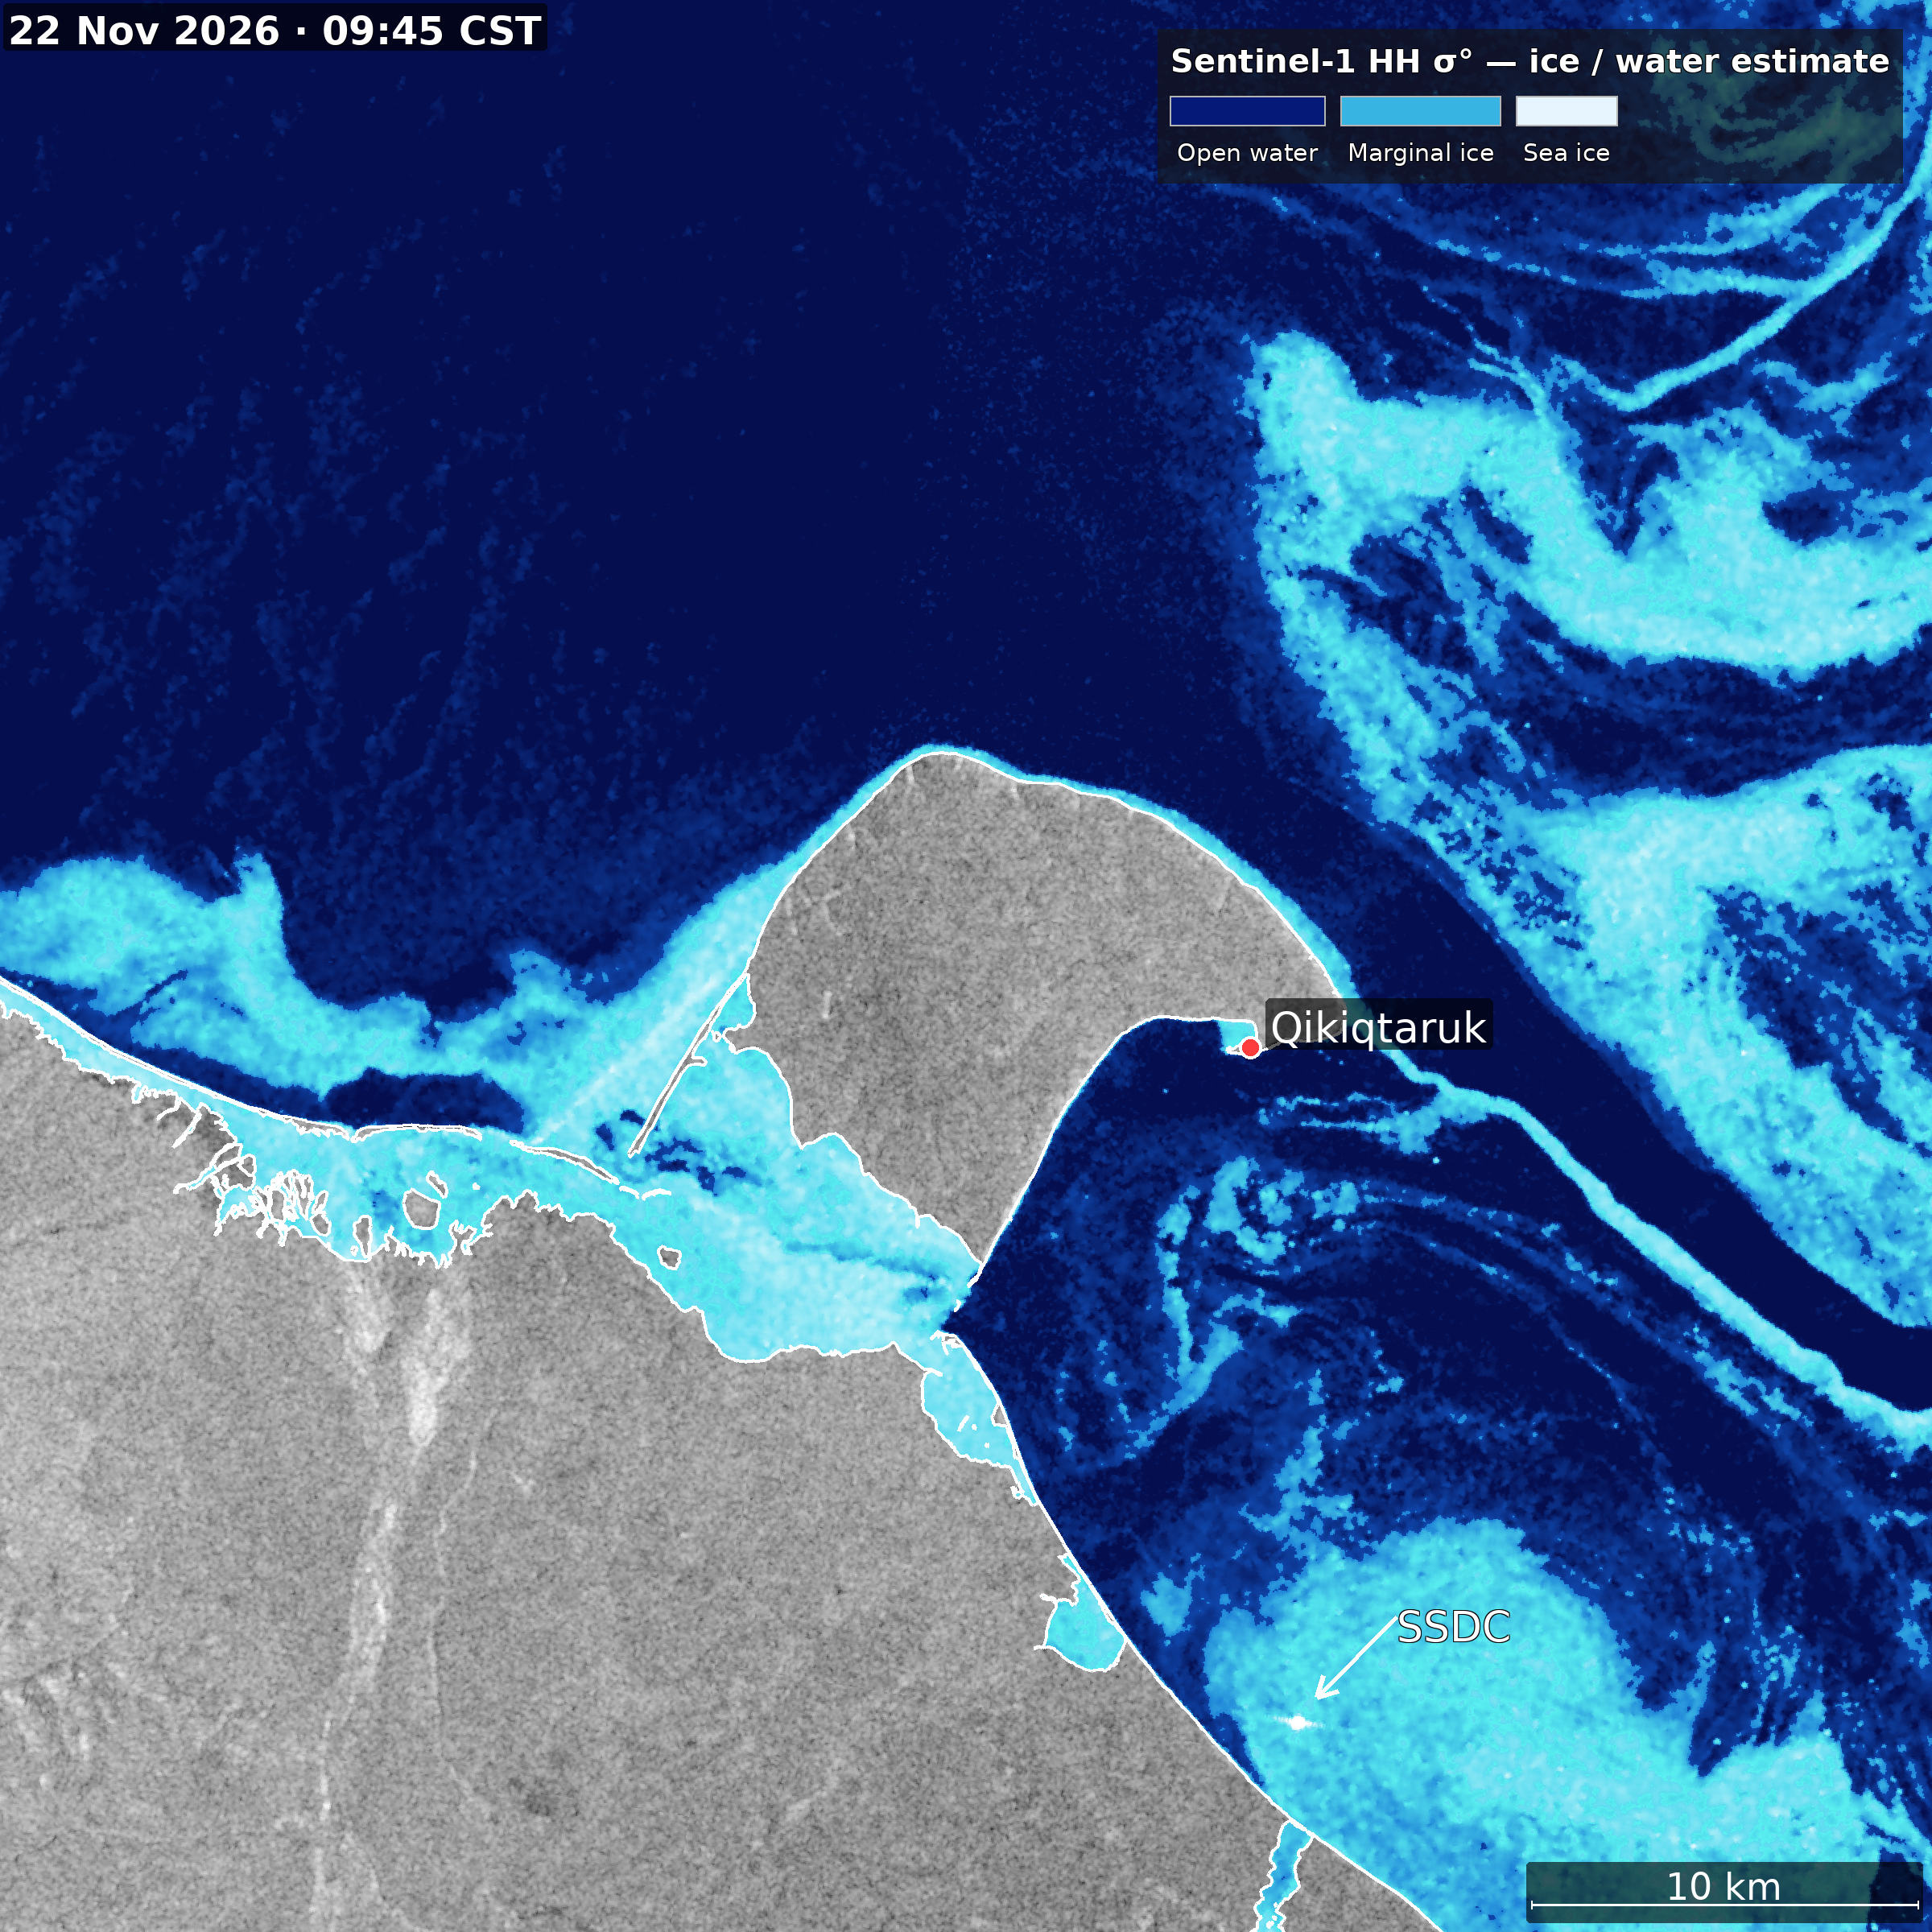 22 Nov 2026 · 09:45 CST
Sentinel-1 HH σ° — ice / water estimate
Open water Marginal ice Sea ice
Qikiqtaruk
SSDC
10 km